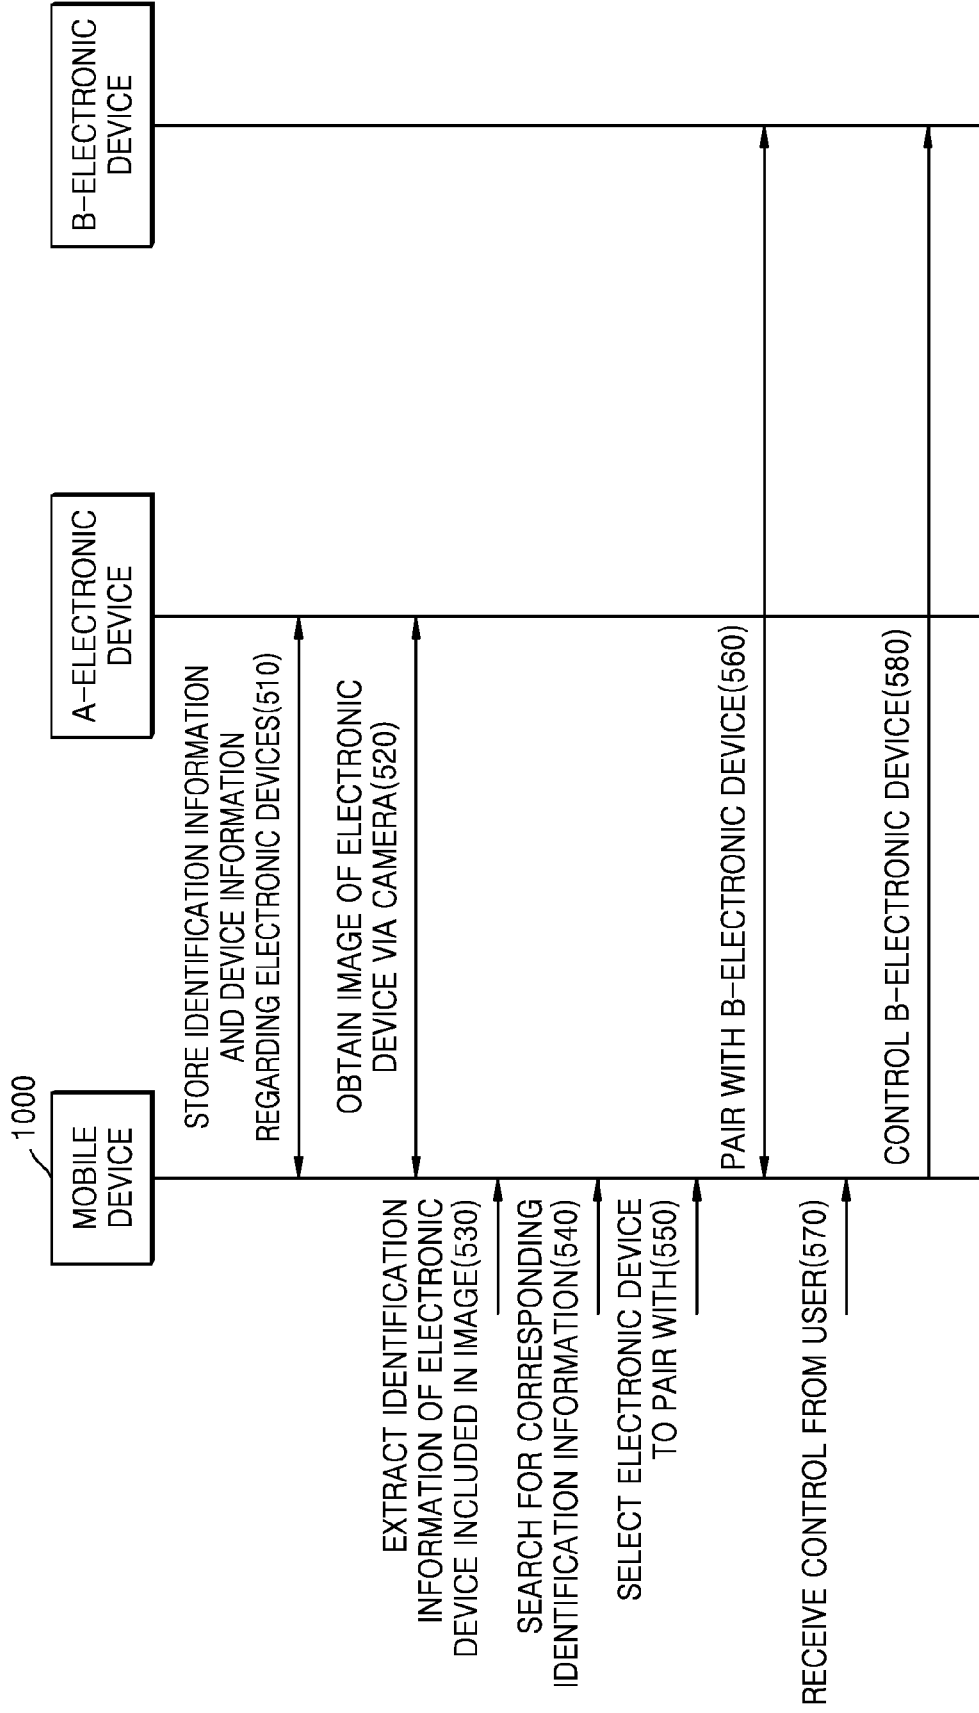 1000
MOBILE
DEVICE
A-ELECTRONIC
DEVICE
B-ELECTRONIC
DEVICE
STORE IDENTIFICATION INFORMATION
AND DEVICE INFORMATION
REGARDING ELECTRONIC DEVICES(510)
OBTAIN IMAGE OF ELECTRONIC
DEVICE VIA CAMERA(520)
EXTRACT IDENTIFICATION
INFORMATION OF ELECTRONIC
DEVICE INCLUDED IN IMAGE(530)
SEARCH FOR CORRESPONDING
IDENTIFICATION INFORMATION(540)
SELECT ELECTRONIC DEVICE
TO PAIR WITH(550)
PAIR WITH B-ELECTRONIC DEVICE(560)
RECEIVE CONTROL FROM USER(570)
CONTROL B-ELECTRONIC DEVICE(580)